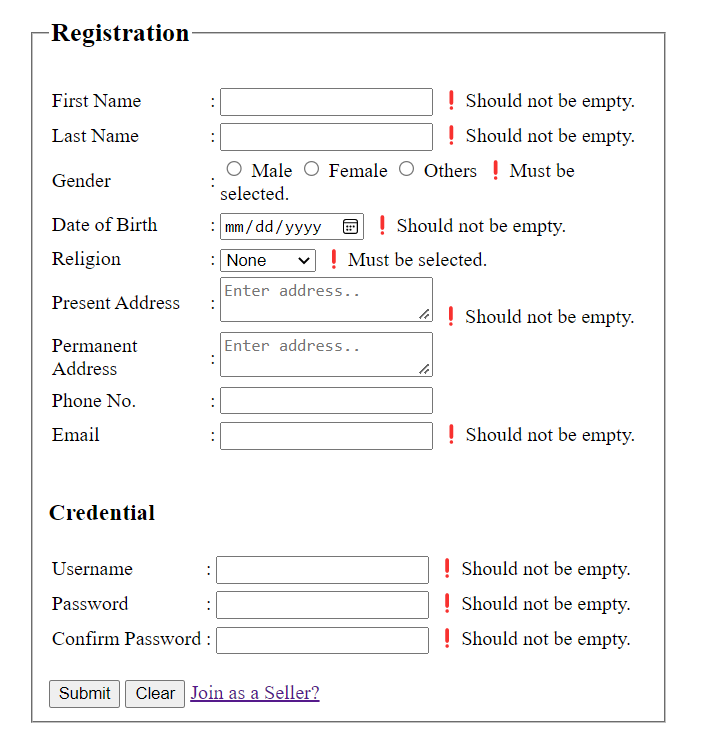 Registration
First Name : ❗ Should not be empty.
Last Name : ❗ Should not be empty.
Gender : Male Female Others ❗ Must be
selected.
Date of Birth : mm/dd/yyyy ❗ Should not be empty.
Religion : None ❗ Must be selected.
Present Address : Enter address.. ❗ Should not be empty.
Permanent
Address : Enter address..
Phone No. :
Email : ❗ Should not be empty.
Credential
Username : ❗ Should not be empty.
Password : ❗ Should not be empty.
Confirm Password : ❗ Should not be empty.
Submit Clear Join as a Seller?